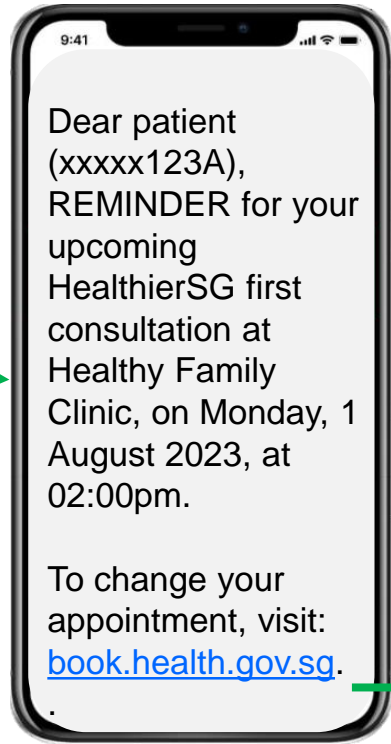 9:41
Dear patient
(xxxxx123A),
REMINDER for your
upcoming
HealthierSG first
consultation at
Healthy Family
Clinic, on Monday, 1
August 2023, at
02:00pm.
To change your
appointment, visit:
book.health.gov.sg.
.